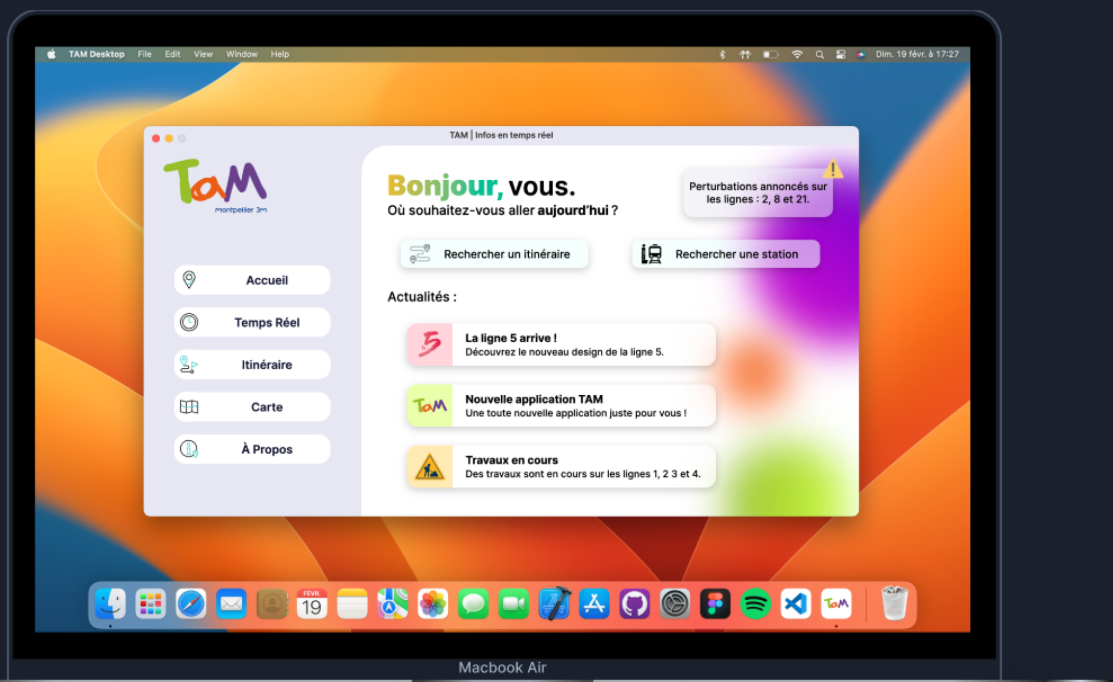 TAM Desktop File Edit View Window Help
Dim. 19 févr. à 17:27
TAM | Infos en temps réel
TaM
montpellier 3m
Accueil
Temps Réel
Itinéraire
Carte
À Propos
Bonjour, vous.
Où souhaitez-vous aller aujourd'hui ?
Perturbations annoncés sur
les lignes : 2, 8 et 21.
Rechercher un itinéraire
Rechercher une station
Actualités :
5
La ligne 5 arrive !
Découvrez le nouveau design de la ligne 5.
TaM
Nouvelle application TAM
Une toute nouvelle application juste pour vous !
Travaux en cours
Des travaux sont en cours sur les lignes 1, 2 3 et 4.
FÉVR.
19
TaM
Macbook Air